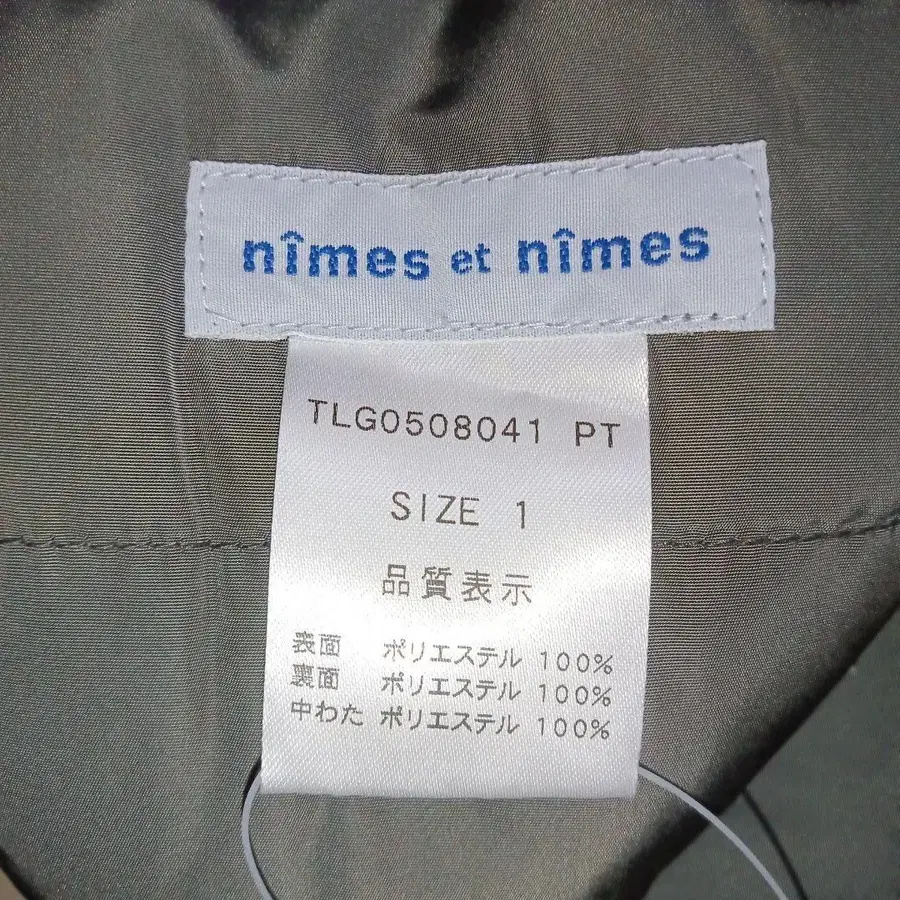 nîmes et nîmes
TLG0508041 PT
SIZE 1
品質表示
表面 ポリエステル 100%
裏面 ポリエステル 100%
中わた ポリエステル 100%